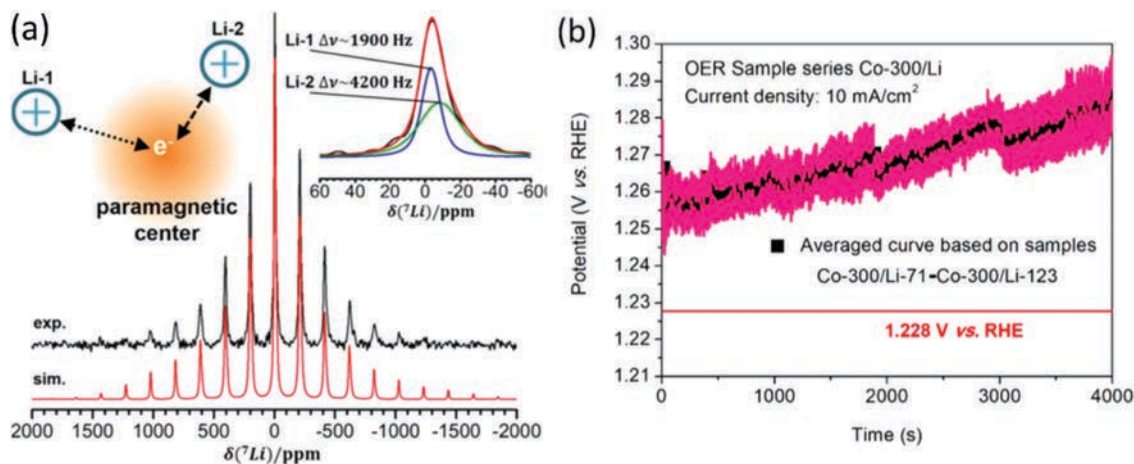 (a)
Li-2
Li-1
e-
paramagnetic
center
Li-1 Δν~1900 Hz
Li-2 Δν~4200 Hz
60 40 20 0 -20 -40 -60
δ(⁷Li)/ppm
exp.
sim.
2000 1000 500 0 -500 -1000 -1500 -2000
δ(⁷Li)/ppm
(b)
1.30
1.29
1.28
1.27
1.26
1.25
1.24
1.23
1.22
1.21
Potential (V vs. RHE)
OER Sample series Co-300/Li
Current density: 10 mA/cm²
Averaged curve based on samples
Co-300/Li-71-Co-300/Li-123
1.228 V vs. RHE
0 1000 2000 3000 4000
Time (s)